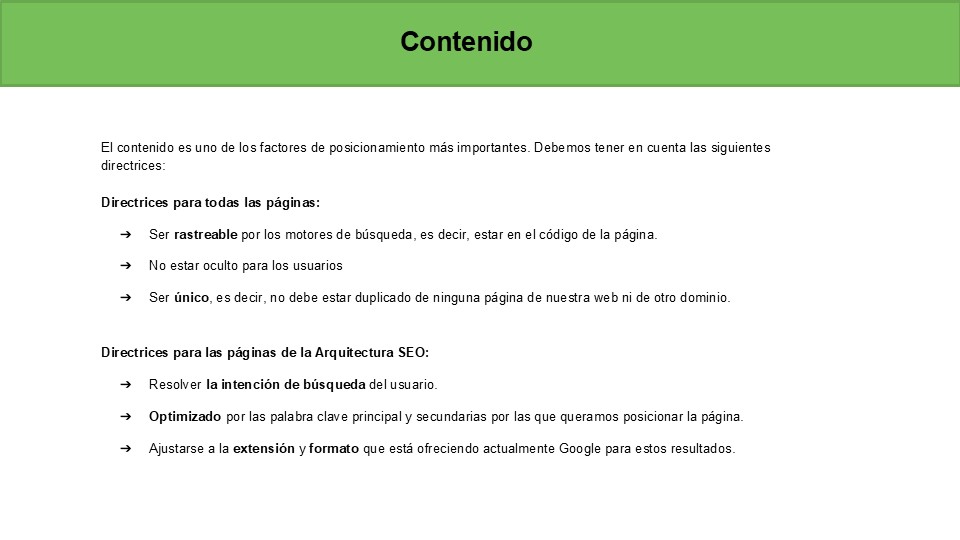 Contenido
El contenido es uno de los factores de posicionamiento más importantes. Debemos tener en cuenta las siguientes
directrices:
Directrices para todas las páginas:
➔ Ser rastreable por los motores de búsqueda, es decir, estar en el código de la página.
➔ No estar oculto para los usuarios
➔ Ser único, es decir, no debe estar duplicado de ninguna página de nuestra web ni de otro dominio.
Directrices para las páginas de la Arquitectura SEO:
➔ Resolver la intención de búsqueda del usuario.
➔ Optimizado por las palabra clave principal y secundarias por las que queramos posicionar la página.
➔ Ajustarse a la extensión y formato que está ofreciendo actualmente Google para estos resultados.